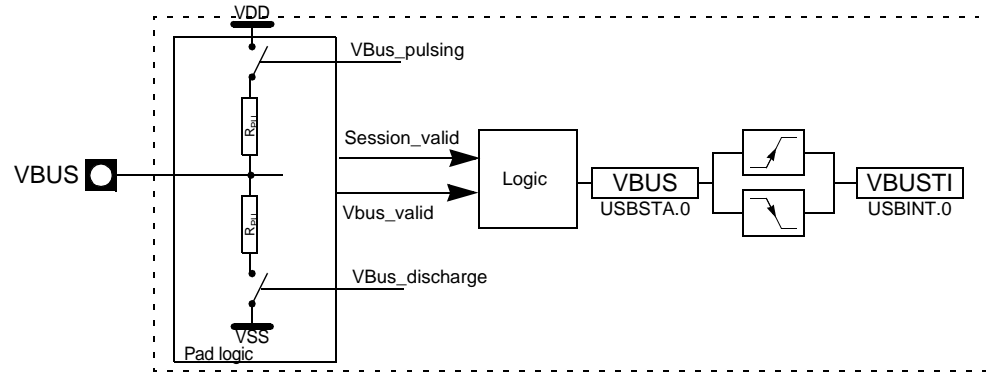 VDD
VBus_pulsing
RPU
Session_valid
VBUS
Logic
VBUS
VBUSTI
USBSTA.0
USBINT.0
Vbus_valid
RPU
VBus_discharge
VSS
Pad logic